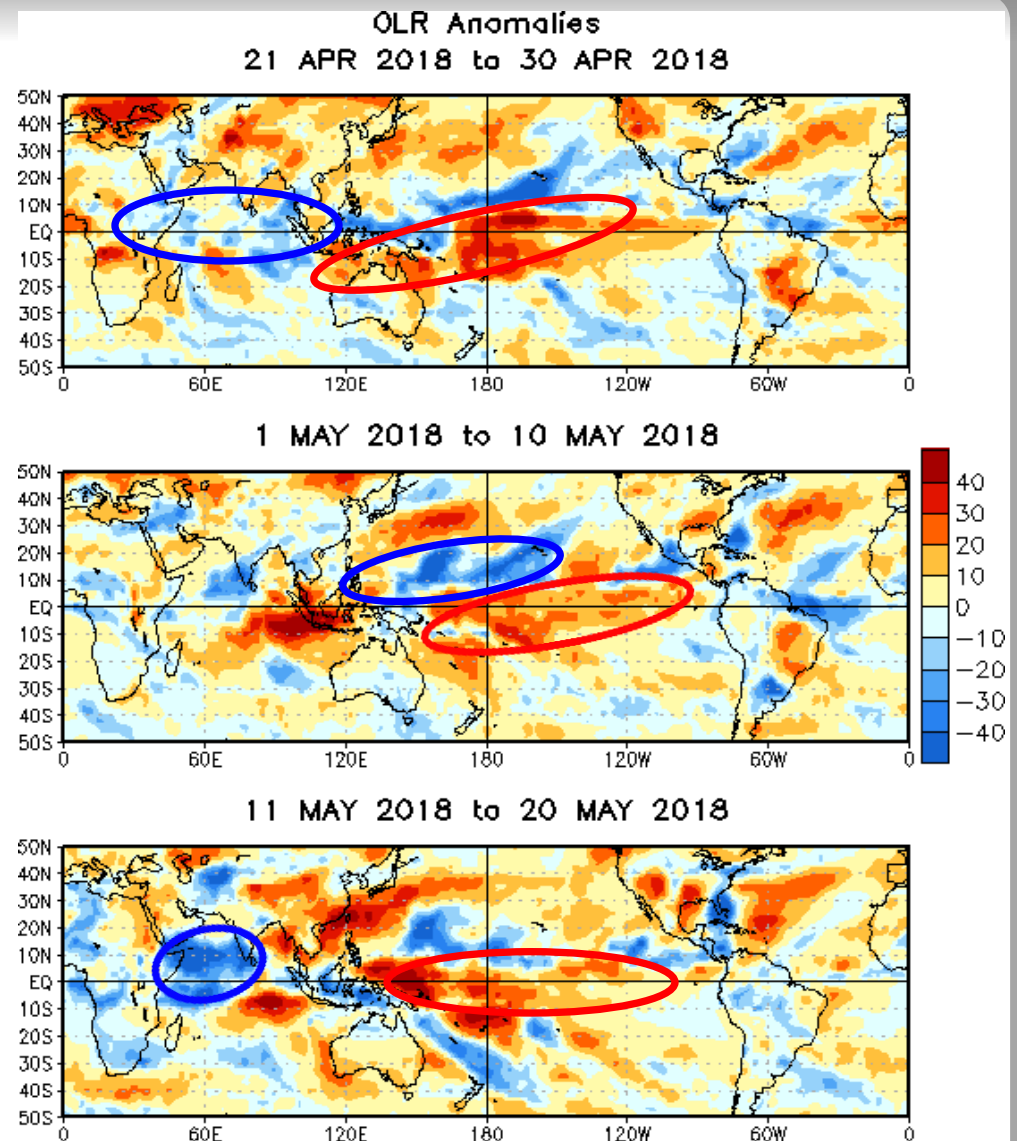 OLR Anomalies
21 APR 2018 to 30 APR 2018
50N
40N
30N
20N
10N
EQ
10S
20S
30S
40S
50S
0 60E 120E 180 120W 60W 0
1 MAY 2018 to 10 MAY 2018
50N
40N
30N
20N
10N
EQ
10S
20S
30S
40S
50S
0 60E 120E 180 120W 60W 0
40
30
20
10
0
-10
-20
-30
-40
11 MAY 2018 to 20 MAY 2018
50N
40N
30N
20N
10N
EQ
10S
20S
30S
40S
50S
0 60E 120E 180 120W 60W 0